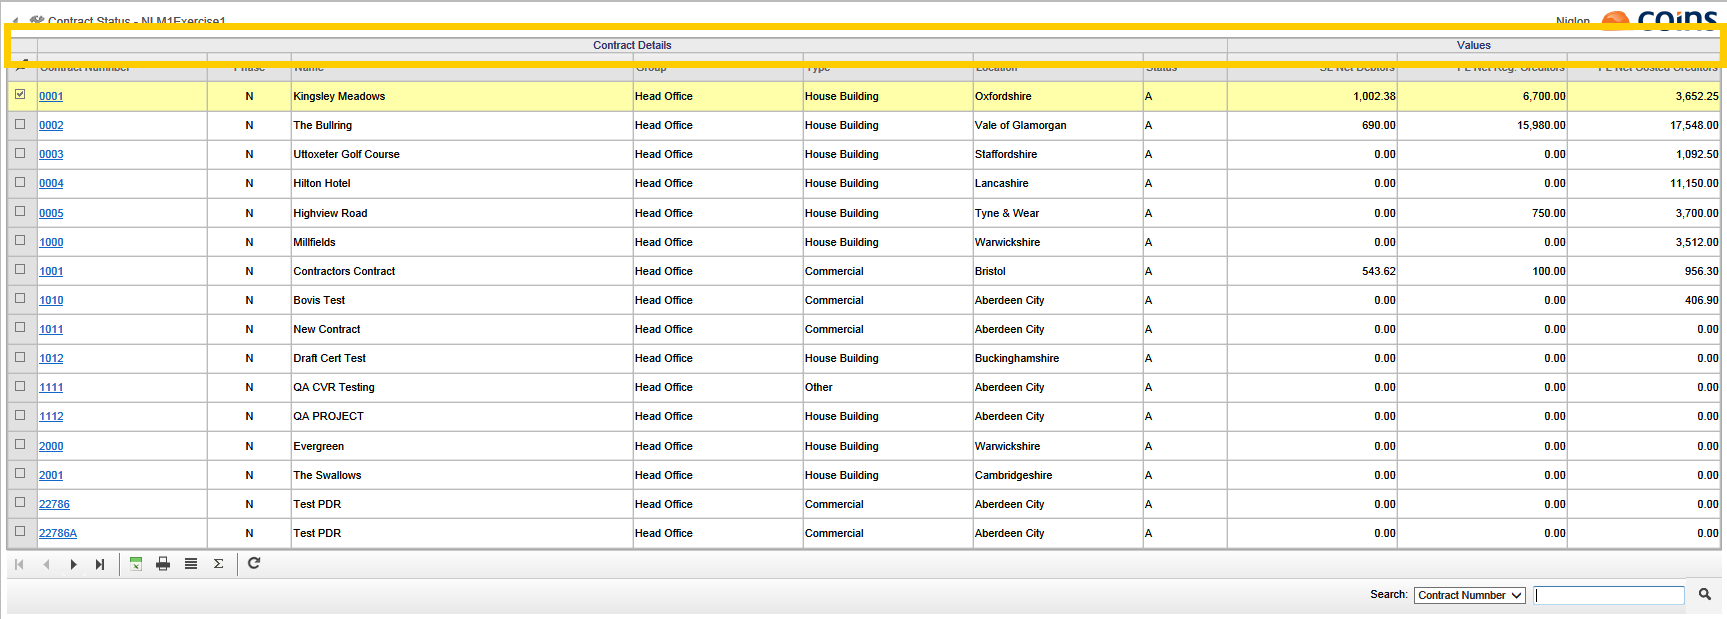 Contract Status - NLM1Exercise1
Niglon coins
Contract Details Values
Contract Numnber Phase Name Group Type Location Status SL Net Debtors PL Net Reg. Creditors PL Net Costed Creditors
0001 N Kingsley Meadows Head Office House Building Oxfordshire A 1,002.38 6,700.00 3,652.25
0002 N The Bullring Head Office House Building Vale of Glamorgan A 690.00 15,980.00 17,548.00
0003 N Uttoxeter Golf Course Head Office House Building Staffordshire A 0.00 0.00 1,092.50
0004 N Hilton Hotel Head Office House Building Lancashire A 0.00 0.00 11,150.00
0005 N Highview Road Head Office House Building Tyne & Wear A 0.00 750.00 3,700.00
1000 N Millfields Head Office House Building Warwickshire A 0.00 0.00 3,512.00
1001 N Contractors Contract Head Office Commercial Bristol A 543.62 100.00 956.30
1010 N Bovis Test Head Office Commercial Aberdeen City A 0.00 0.00 406.90
1011 N New Contract Head Office Commercial Aberdeen City A 0.00 0.00 0.00
1012 N Draft Cert Test Head Office House Building Buckinghamshire A 0.00 0.00 0.00
1111 N QA CVR Testing Head Office Other Aberdeen City A 0.00 0.00 0.00
1112 N QA PROJECT Head Office House Building Aberdeen City A 0.00 0.00 0.00
2000 N Evergreen Head Office House Building Warwickshire A 0.00 0.00 0.00
2001 N The Swallows Head Office House Building Cambridgeshire A 0.00 0.00 0.00
22786 N Test PDR Head Office Commercial Aberdeen City A 0.00 0.00 0.00
22786A N Test PDR Head Office Commercial Aberdeen City A 0.00 0.00 0.00
Search: Contract Numnber